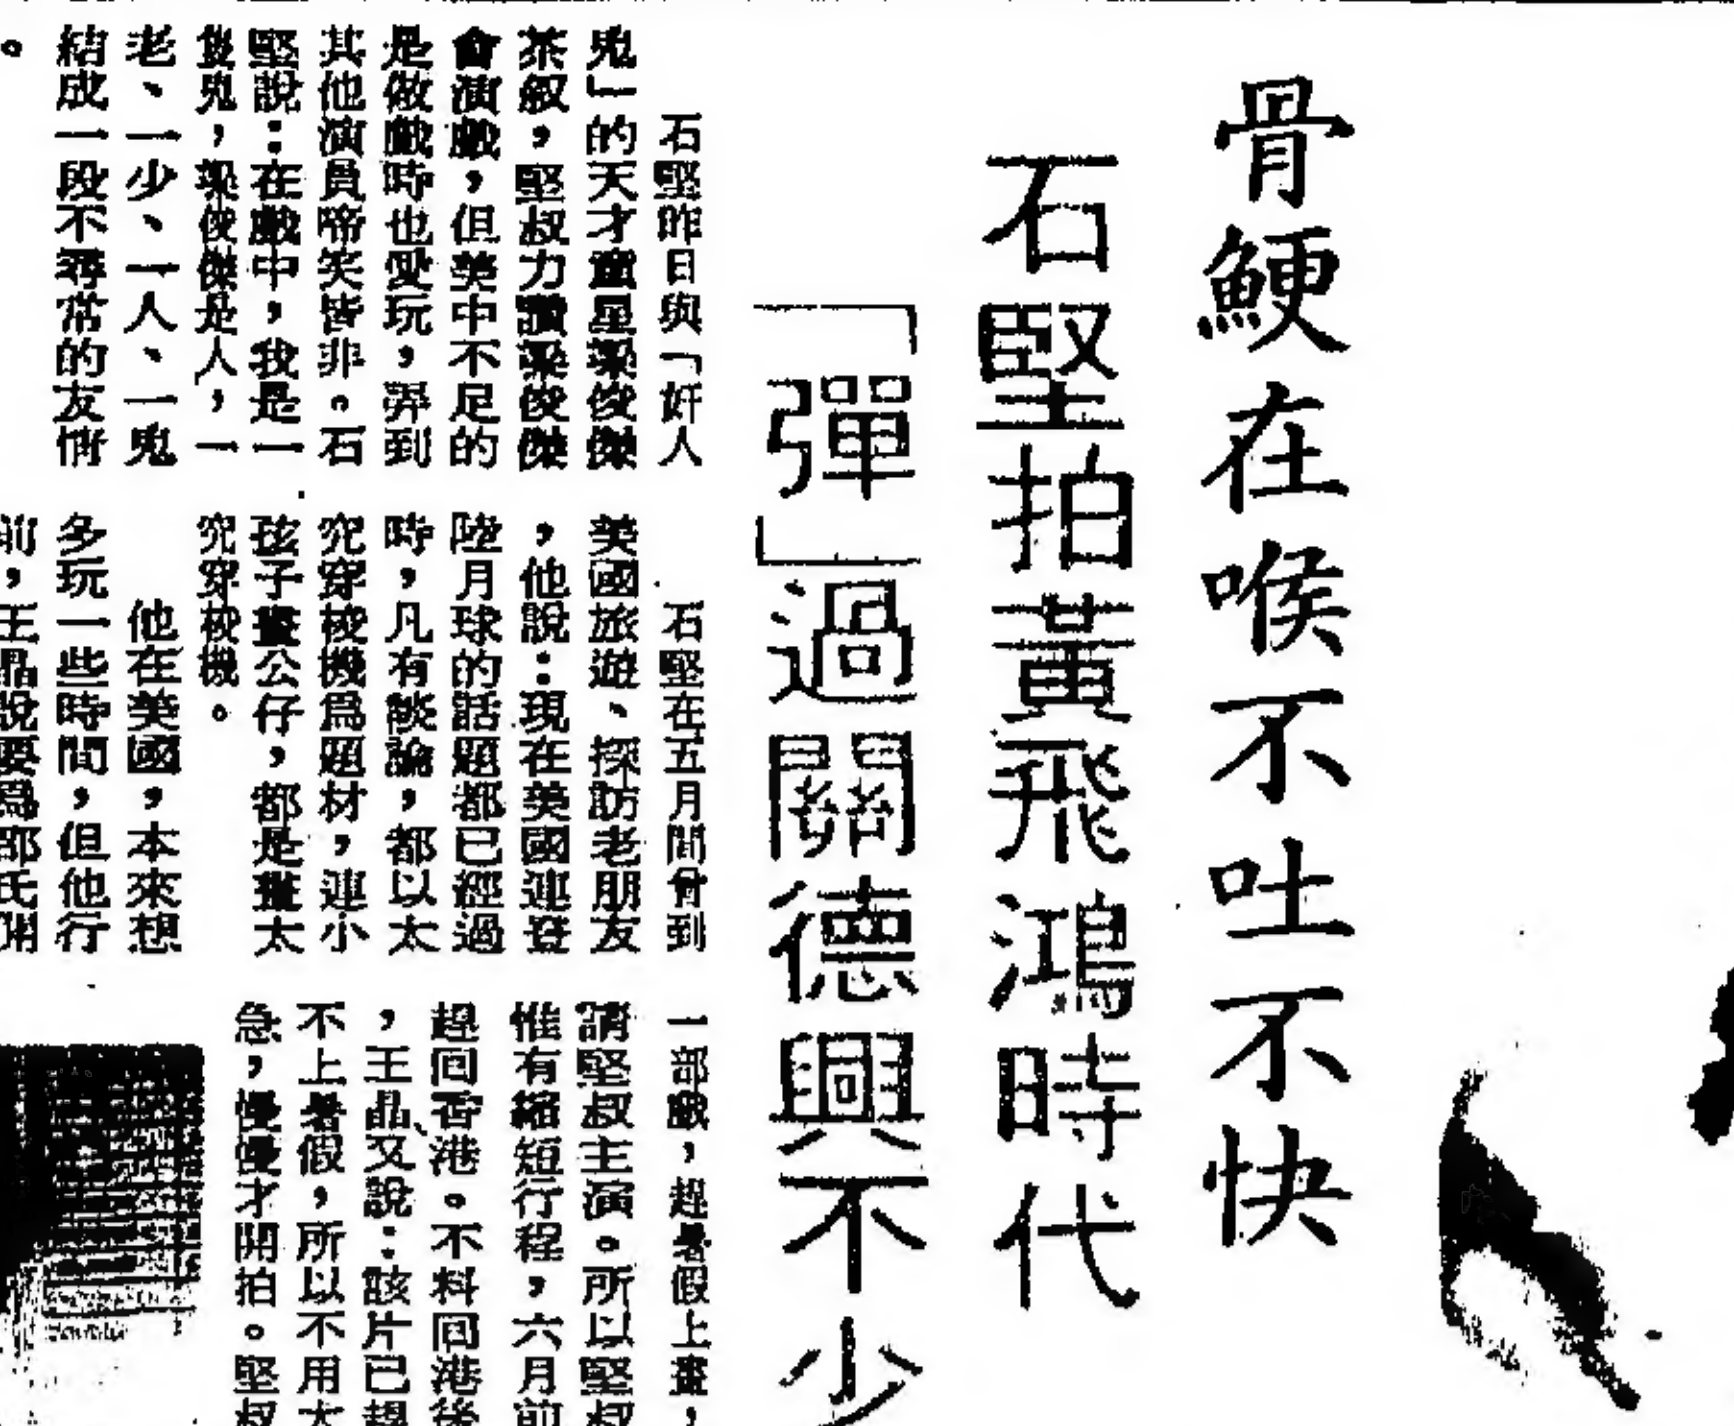 骨鯁在喉不吐不快
石堅拍黃飛鴻時代
「彈」過關德興不少
石堅昨日與「奸人
鬼」的天才童星梁俊傑
茶叙，堅叔力讚梁俊傑
會演戲，但美中不足的
是做戲時也愛玩，弄到
其他演員啼笑皆非。石
堅說：在戲中，我是一
隻鬼，梁俊傑是人，一
老、一少、一人、一鬼
結成一段不尋常的友情
。
石堅在五月間曾到
美國旅遊、探訪老朋友
，他說：現在美國連登
陸月球的話題都已經過
時，凡有談論，都以太
究穿梭機爲題材，連小
孩子畫公仔，都是畫太
究穿梭機。
他在美國，本來想
多玩一些時間，但他行
前，王晶說要爲邵氏開
一部戲，趕暑假上畫，
請堅叔主演。所以堅叔
惟有縮短行程，六月前
趕回香港。不料回港後
，王晶又說：該片已趕
不上暑假，所以不用太
急，慢慢才開拍。堅叔